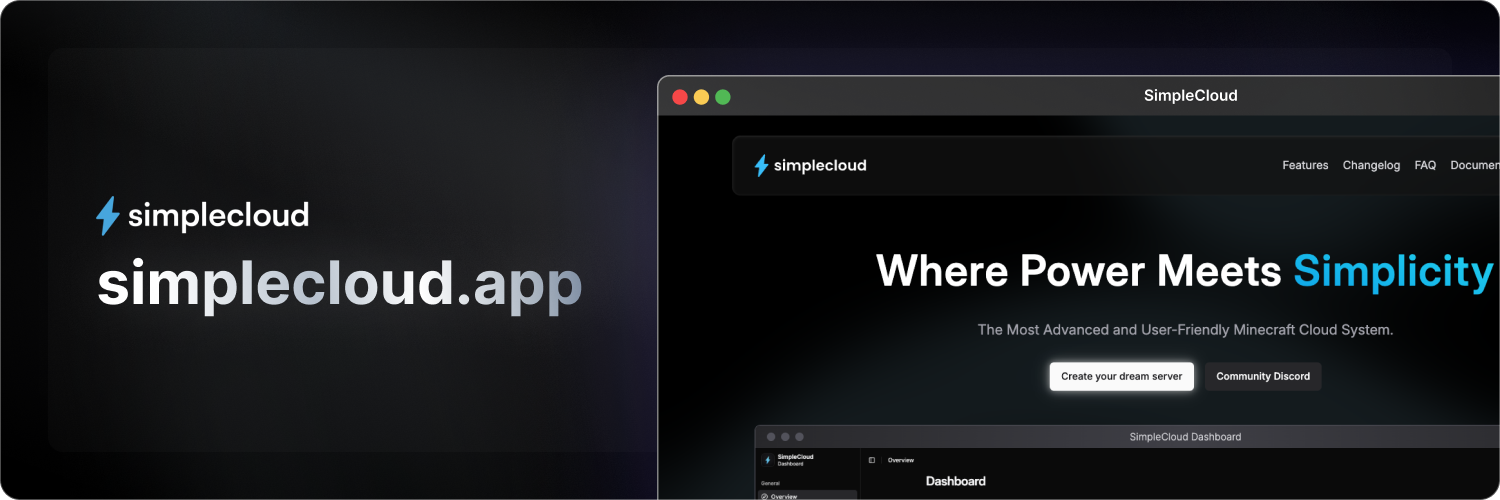 simplecloud
simplecloud.app
SimpleCloud
simplecloud
Features Changelog FAQ Documen
Where Power Meets Simplicity
The Most Advanced and User-Friendly Minecraft Cloud System.
Create your dream server Community Discord
SimpleCloud Dashboard
SimpleCloud
Dashboard
Overview
General
Dashboard
Overview